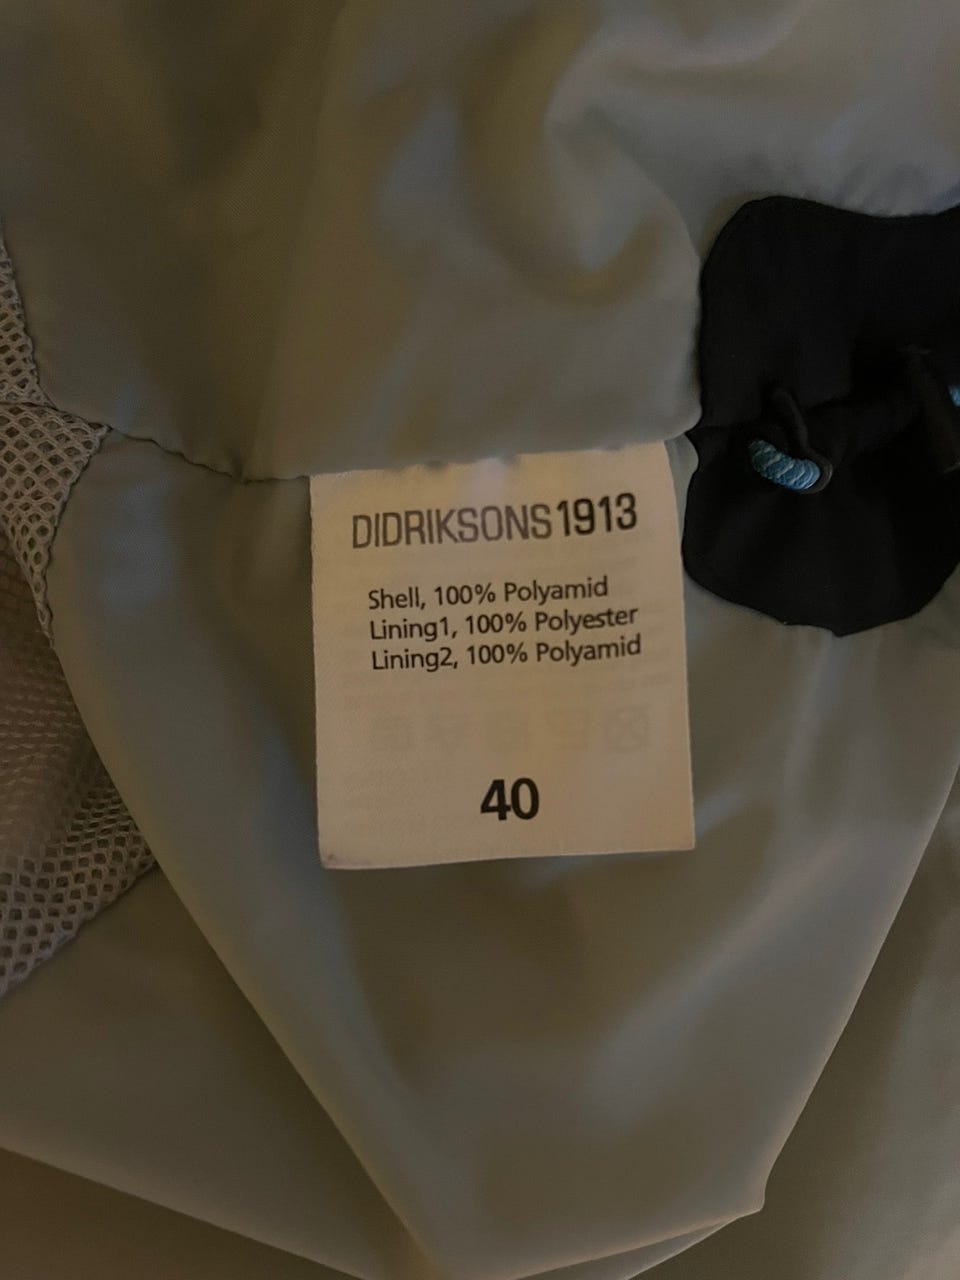 DIDRIKSONS1913
Shell, 100% Polyamid
Lining1, 100% Polyester
Lining2, 100% Polyamid
40